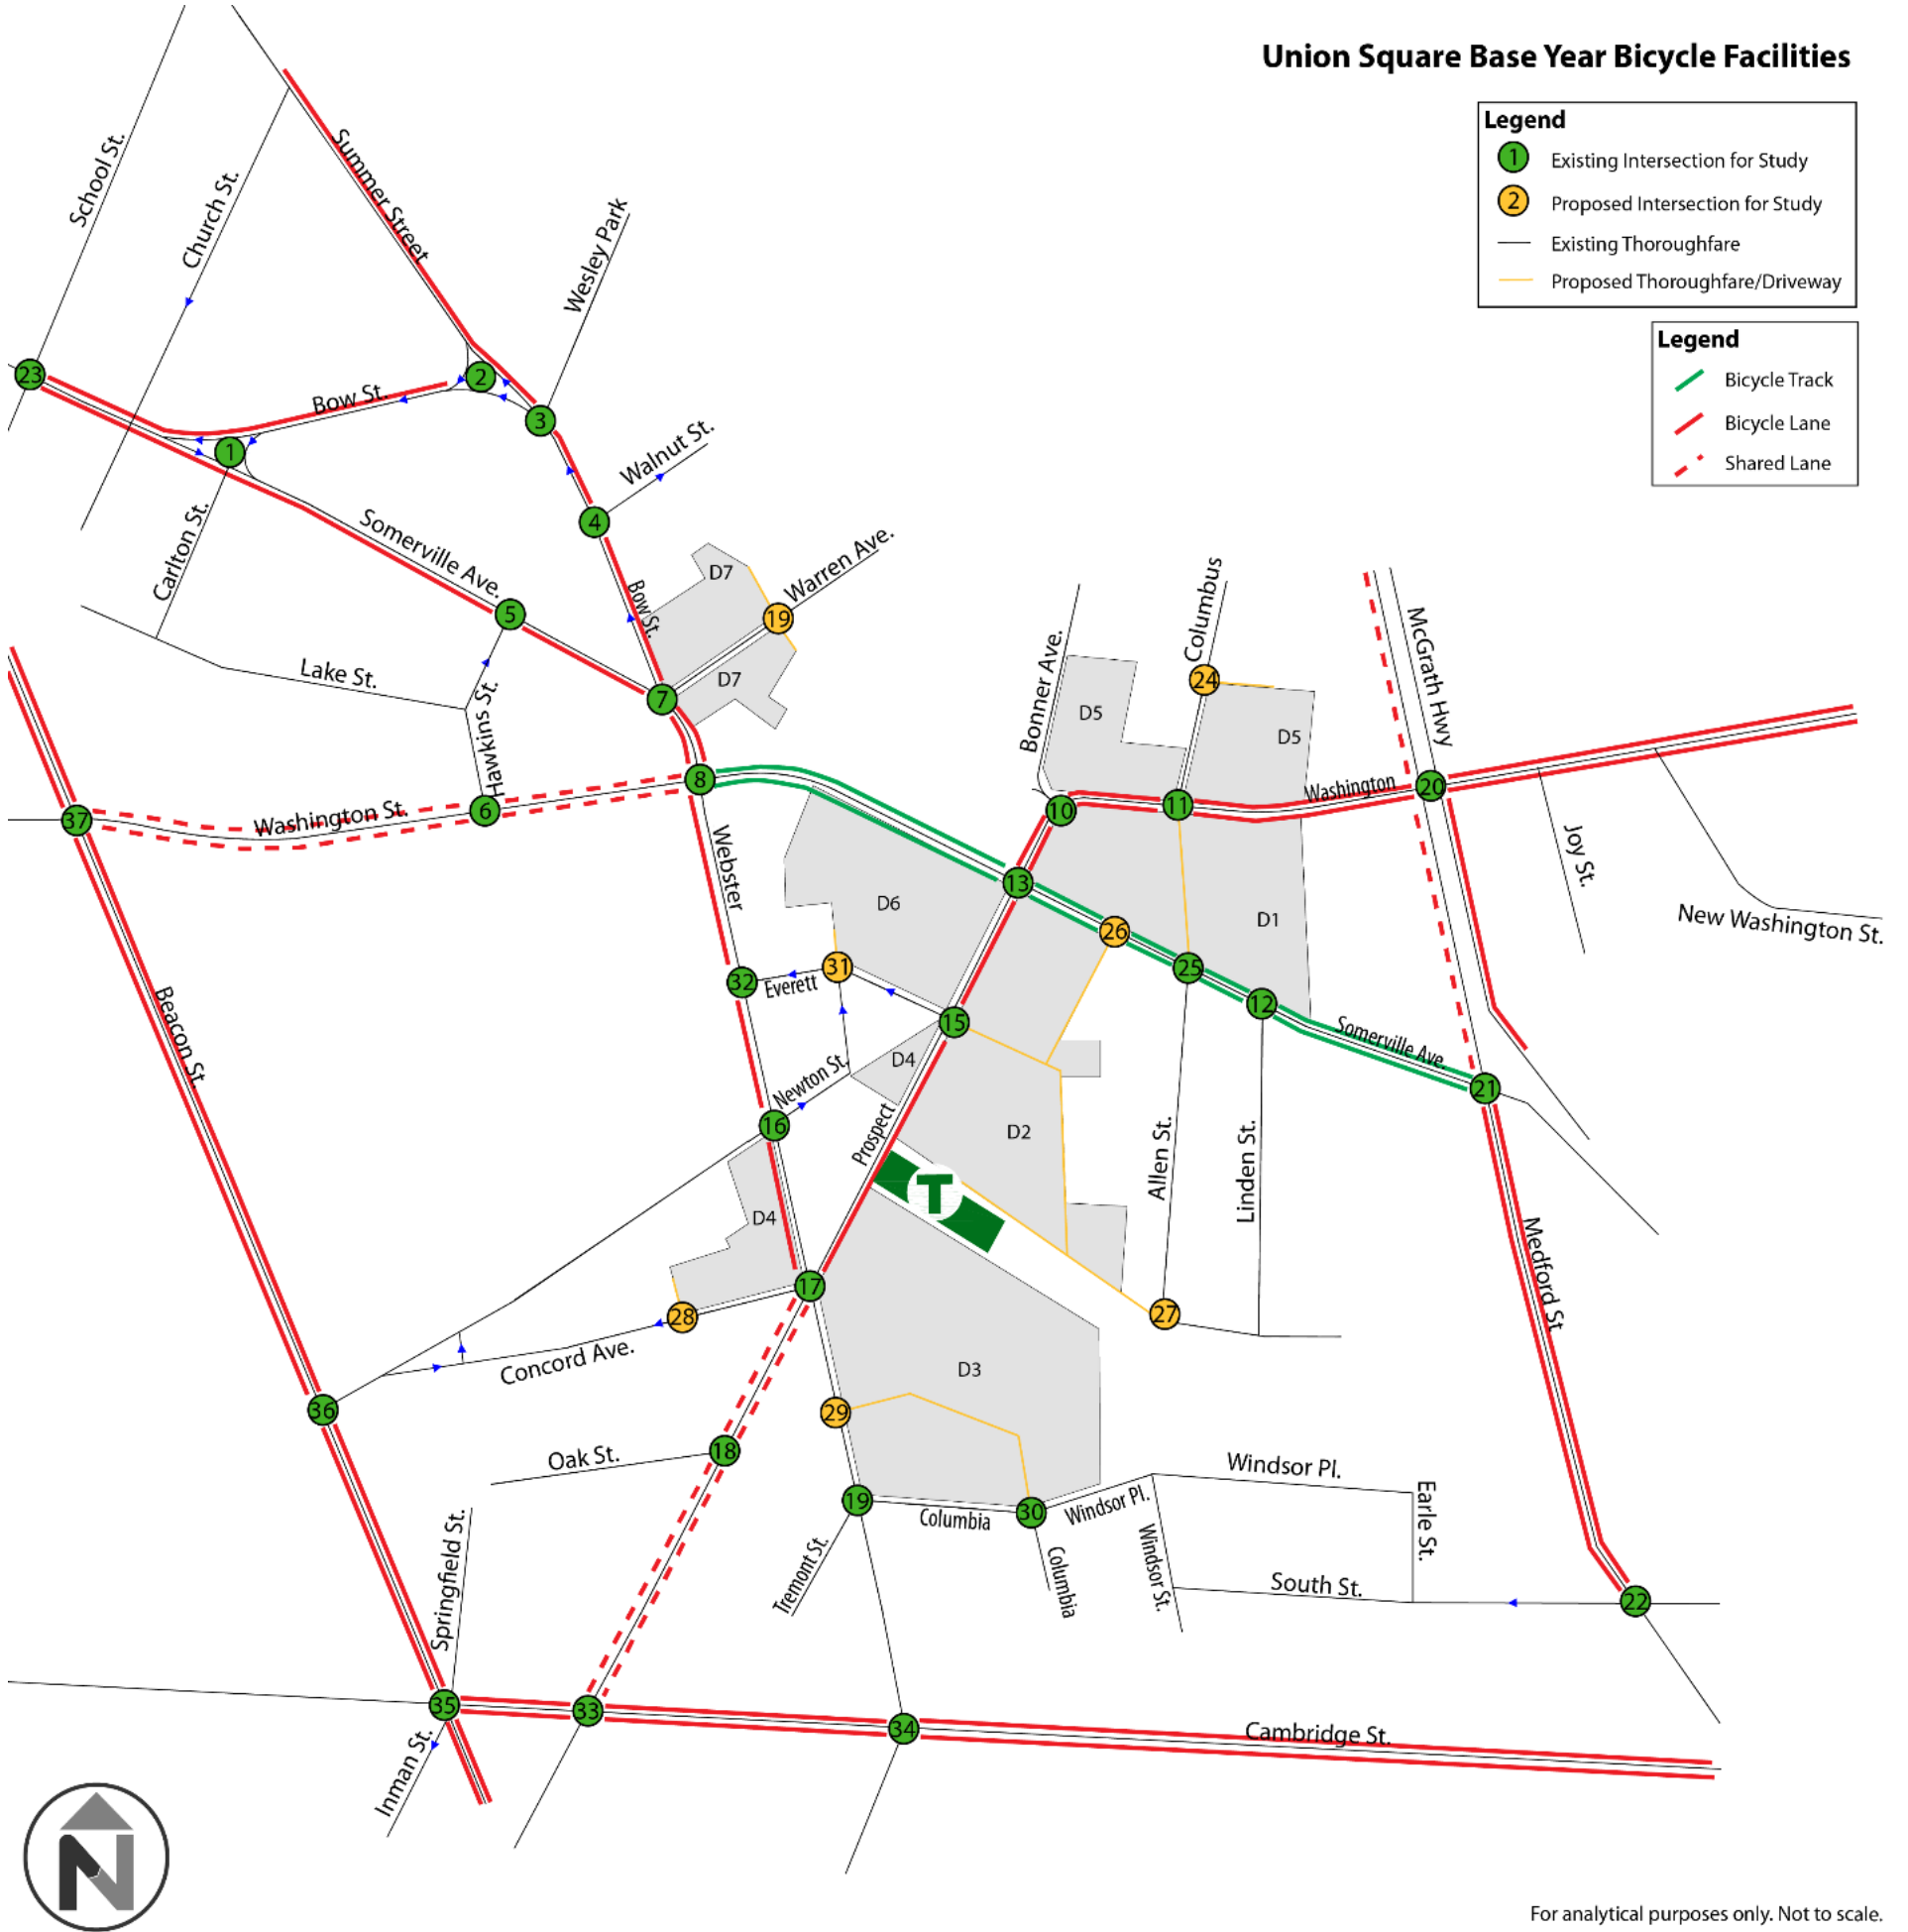 Union Square Base Year Bicycle Facilities
Legend
1 Existing Intersection for Study
2 Proposed Intersection for Study
Existing Thoroughfare
Proposed Thoroughfare/Driveway
Legend
Bicycle Track
Bicycle Lane
Shared Lane
School St.
Church St.
Summer Street
Wesley Park
23
2
Bow St.
3
1
Walnut St.
4
Carlton St.
Somerville Ave.
5
Bow St.
D7
Warren Ave.
19
D7
7
Lake St.
Hawkins St.
Bonner Ave.
Columbus
24
D5
D5
McGrath Hwy
8
6
37
Washington St.
10
11
Washington
20
Webster
Joy St.
New Washington St.
13
D6
26
D1
25
31
32
Everett
12
15
Somerville Ave.
Beacon St.
D4
Newton St.
21
16
Prospect
D2
Allen St.
Linden St.
T
D4
Medford St
17
28
27
Concord Ave.
D3
36
29
18
Oak St.
Windsor Pl.
19
Columbia
30
Windsor Pl.
Earle St.
Springfield St.
Tremont St.
Columbia
Windsor St.
South St.
22
35
33
34
Cambridge St.
Inman St.
N
For analytical purposes only. Not to scale.